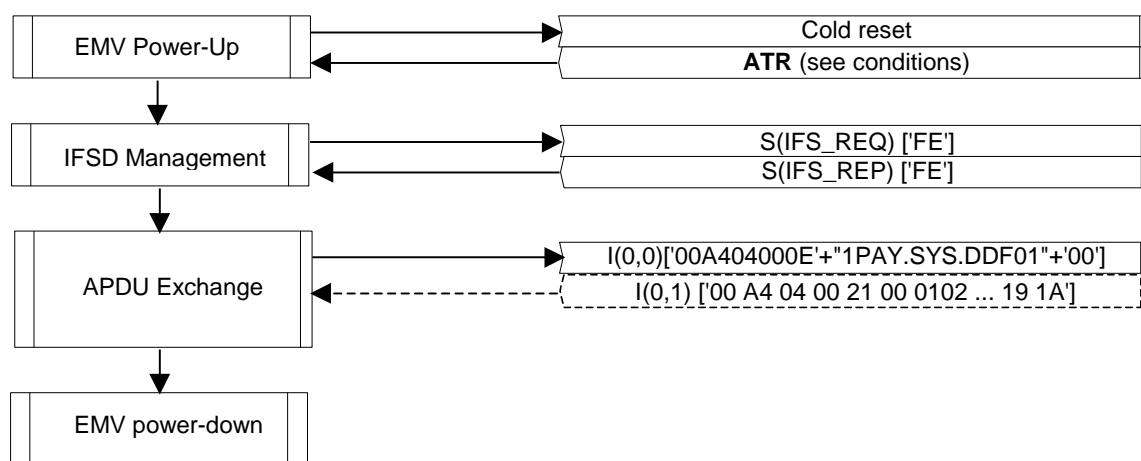 EMV Power-Up
Cold reset
ATR (see conditions)
IFSD Management
S(IFS_REQ) ['FE']
S(IFS_REP) ['FE']
APDU Exchange
I(0,0)['00A404000E'+"1PAY.SYS.DDF01"+'00']
I(0,1) ['00 A4 04 00 21 00 0102 ... 19 1A']
EMV power-down